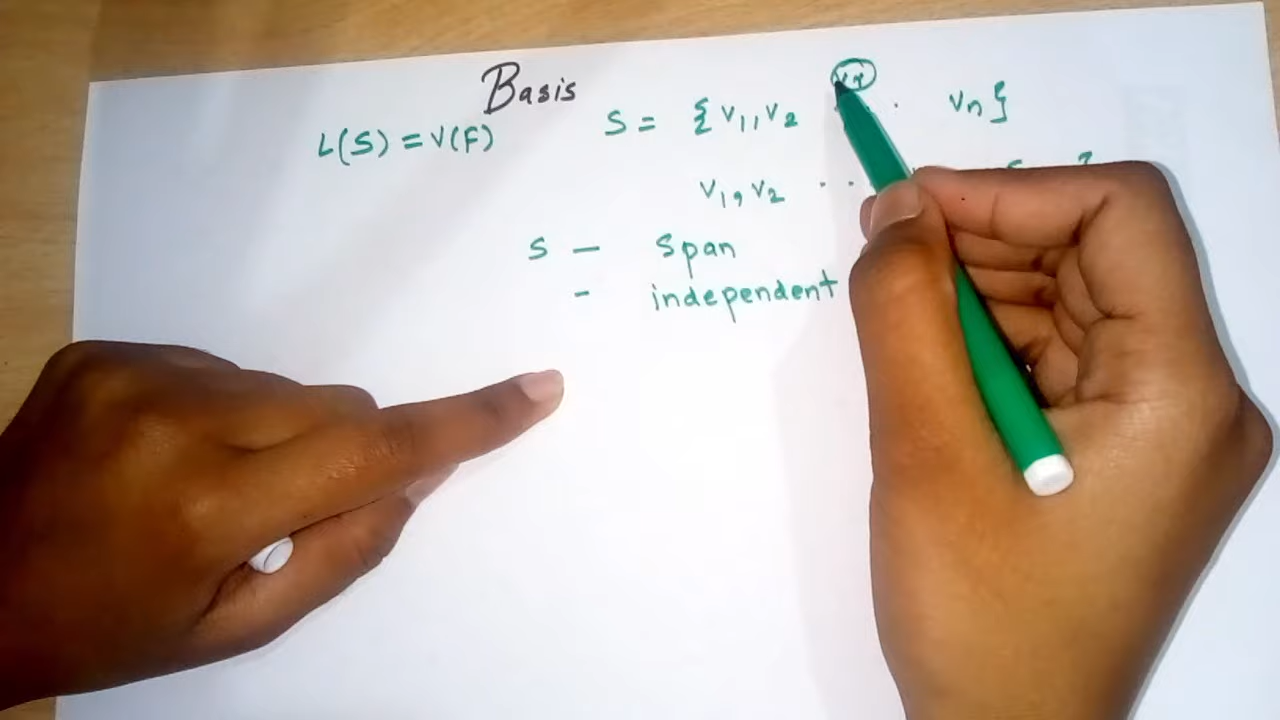 Basis
L(S) = V(F)
S = { v1, v2 . vn }
v1, v2 . .
S - Span
- independent